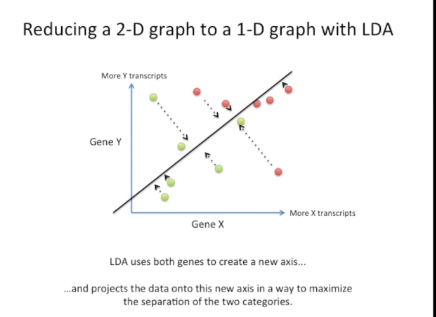 Reducing a 2-D graph to a 1-D graph with LDA
More Y transcripts
Gene Y
More X transcripts
Gene X
LDA uses both genes to create a new axis...
...and projects the data onto this new axis in a way to maximize
the separation of the two categories.